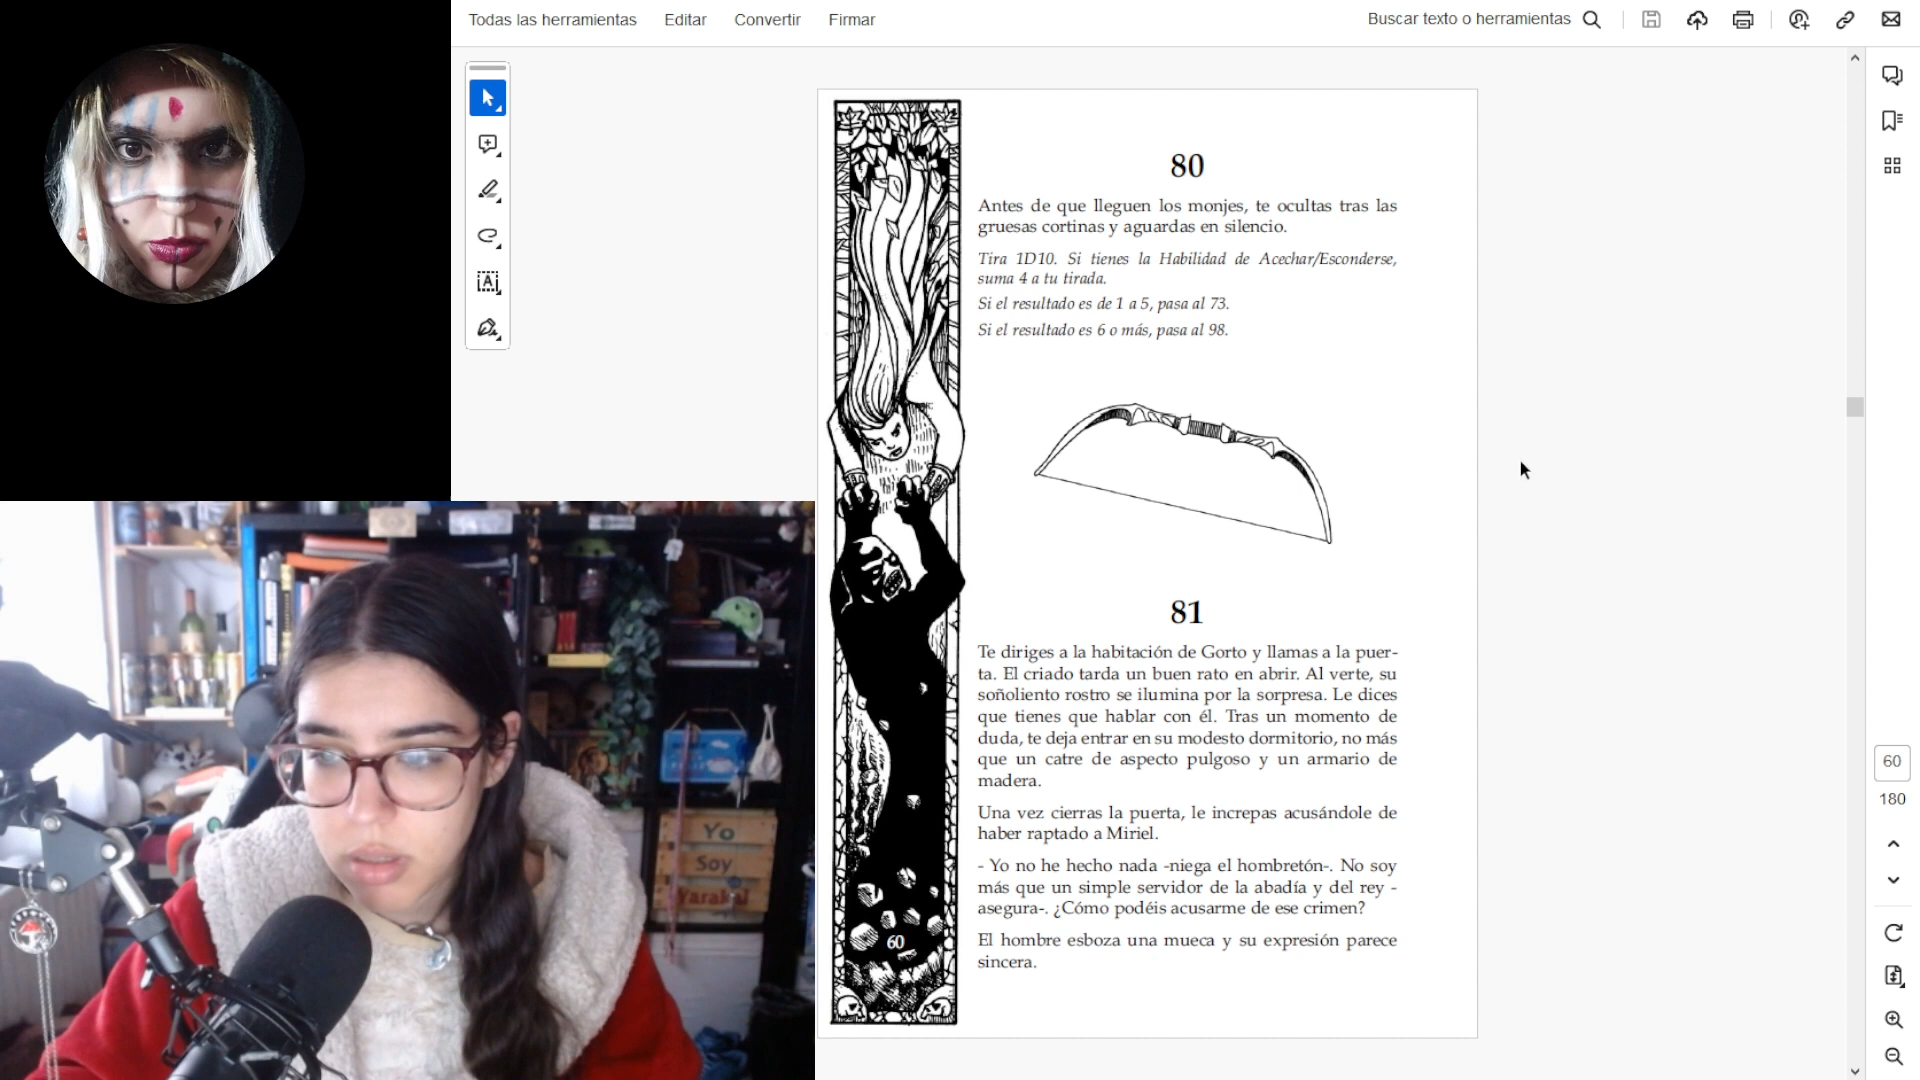 Todas las herramientas Editar Convertir Firmar
Buscar texto o herramientas
80
Antes de que lleguen los monjes, te ocultas tras las
gruesas cortinas y aguardas en silencio.
Tira 1D10. Si tienes la Habilidad de Acechar/Esconderse,
suma 4 a tu tirada.
Si el resultado es de 1 a 5, pasa al 73.
Si el resultado es 6 o más, pasa al 98.
81
Te diriges a la habitación de Gorto y llamas a la puer-
ta. El criado tarda un buen rato en abrir. Al verte, su
soñoliento rostro se ilumina por la sorpresa. Le dices
que tienes que hablar con él. Tras un momento de
duda, te deja entrar en su modesto dormitorio, no más
que un catre de aspecto pulgoso y un armario de
madera.
Una vez cierras la puerta, le increpas acusándole de
haber raptado a Miriel.
- Yo no he hecho nada -niega el hombretón-. No soy
más que un simple servidor de la abadía y del rey -
asegura-. ¿Cómo podéis acusarme de ese crimen?
El hombre esboza una mueca y su expresión parece
sincera.
60
60
180
Yo
Soy
Yarakal